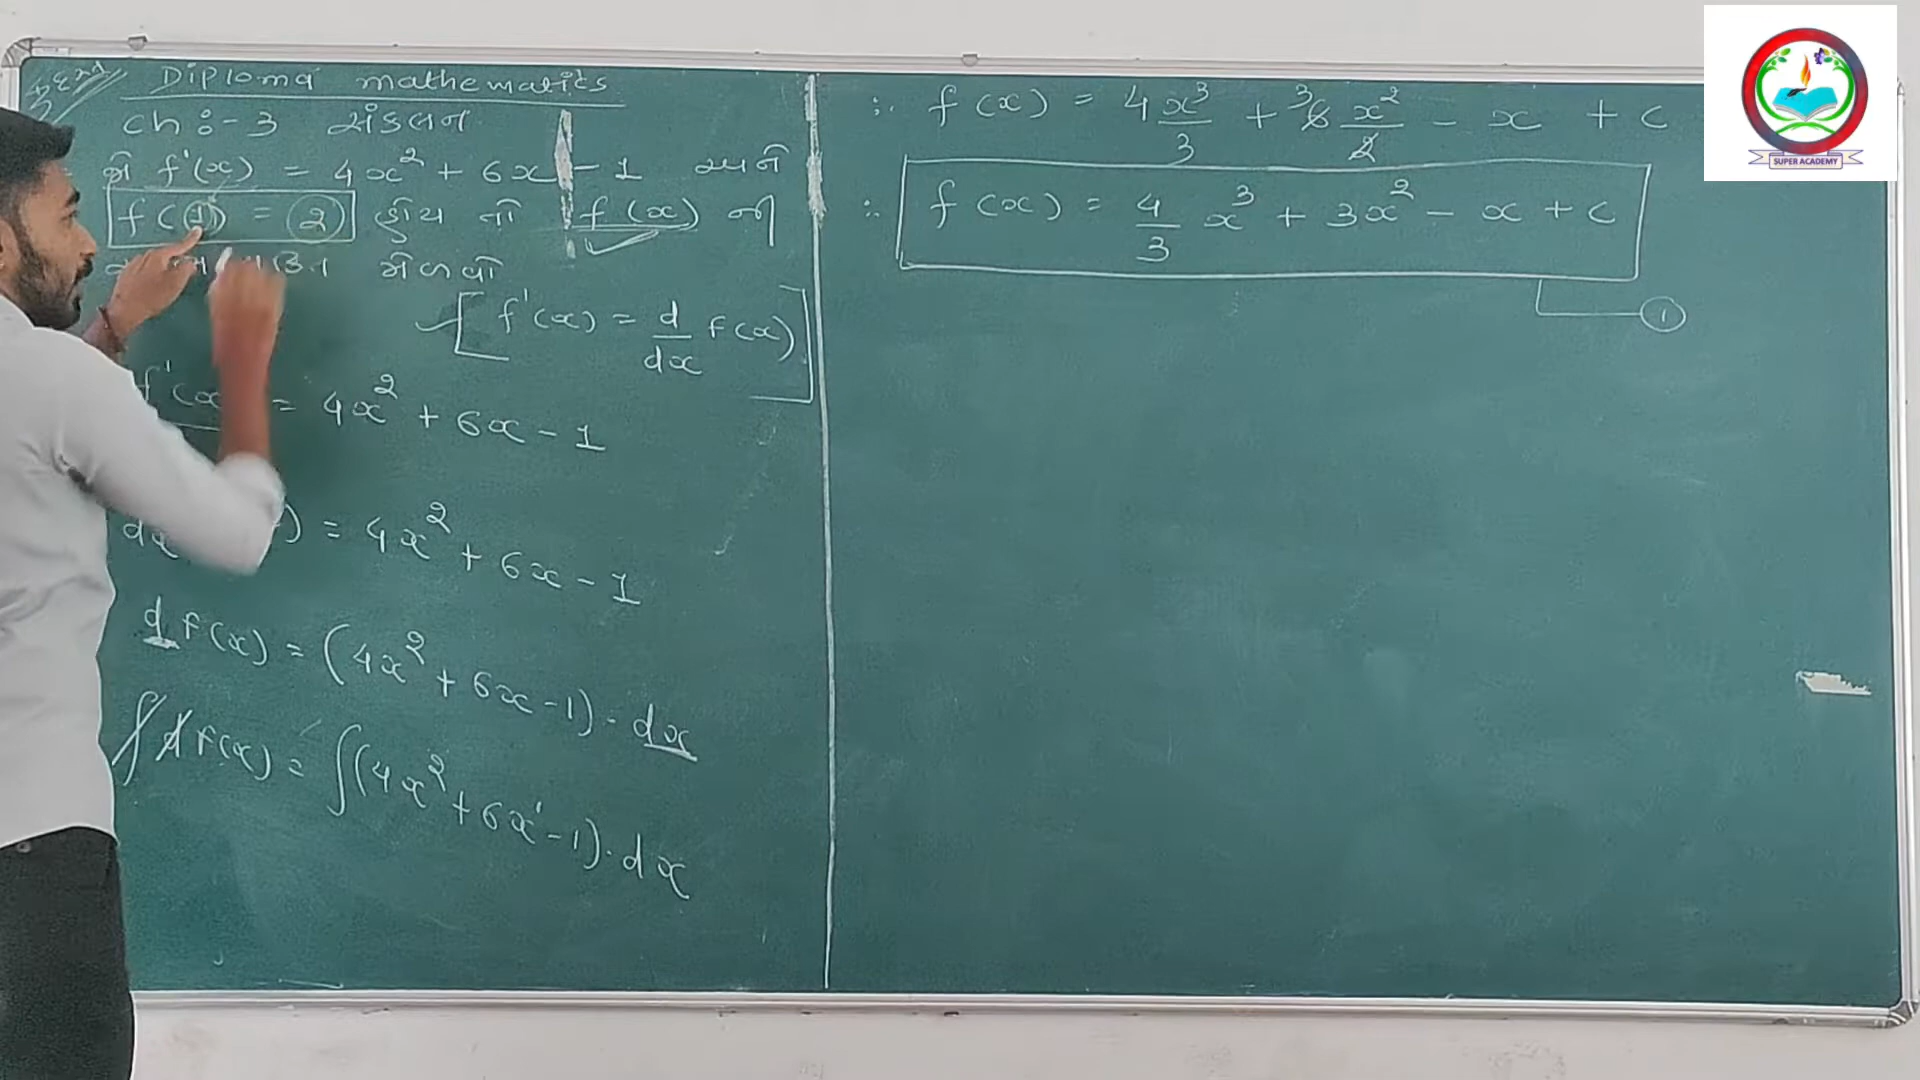 Diploma mathematics
ch :- 3 સંકલન
જો f'(x) = 4x² + 6x - 1 અને
f(1) = 2 હોય તો f(x) ની
મેળવો
[f'(x) = d/dx F(x)]
f'(x) = 4x² + 6x - 1
dx ) = 4x² + 6x - 1
d F(x) = (4x² + 6x - 1) · dx
∫ d F(x) = ∫(4x² + 6x' - 1) · dx
∴ f(x) = 4 x³/3 + ³6 x²/2 - x + c
∴ f(x) = 4/3 x³ + 3x² - x + c
1
SUPER ACADEMY